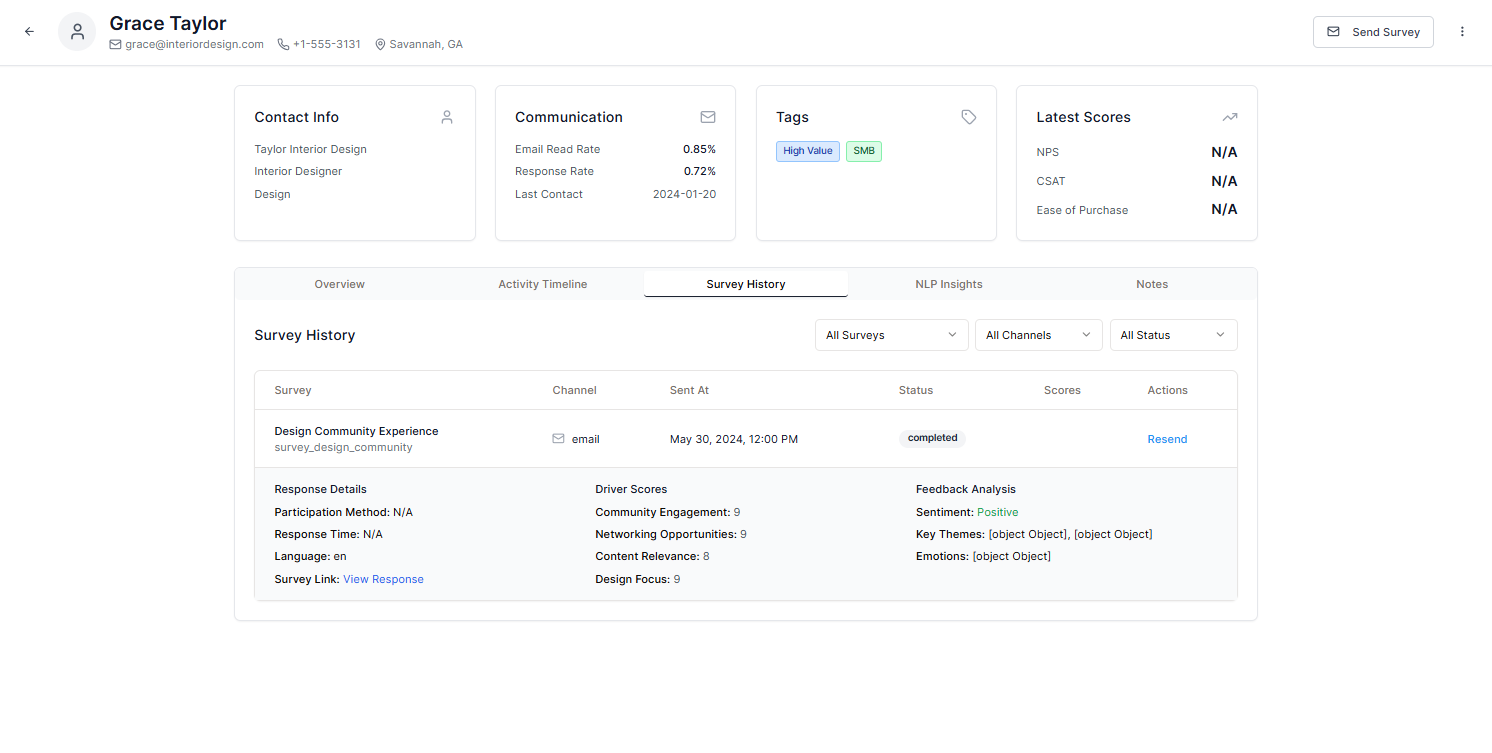 Grace Taylor
grace@interiordesign.com +1-555-3131 Savannah, GA
Send Survey
Contact Info
Taylor Interior Design
Interior Designer
Design
Communication
Email Read Rate 0.85%
Response Rate 0.72%
Last Contact 2024-01-20
Tags
High Value SMB
Latest Scores
NPS N/A
CSAT N/A
Ease of Purchase N/A
Overview Activity Timeline Survey History NLP Insights Notes
Survey History All Surveys All Channels All Status
Survey Channel Sent At Status Scores Actions
Design Community Experience
survey_design_community
email May 30, 2024, 12:00 PM completed Resend
Response Details
Participation Method: N/A
Response Time: N/A
Language: en
Survey Link: View Response
Driver Scores
Community Engagement: 9
Networking Opportunities: 9
Content Relevance: 8
Design Focus: 9
Feedback Analysis
Sentiment: Positive
Key Themes: [object Object], [object Object]
Emotions: [object Object]